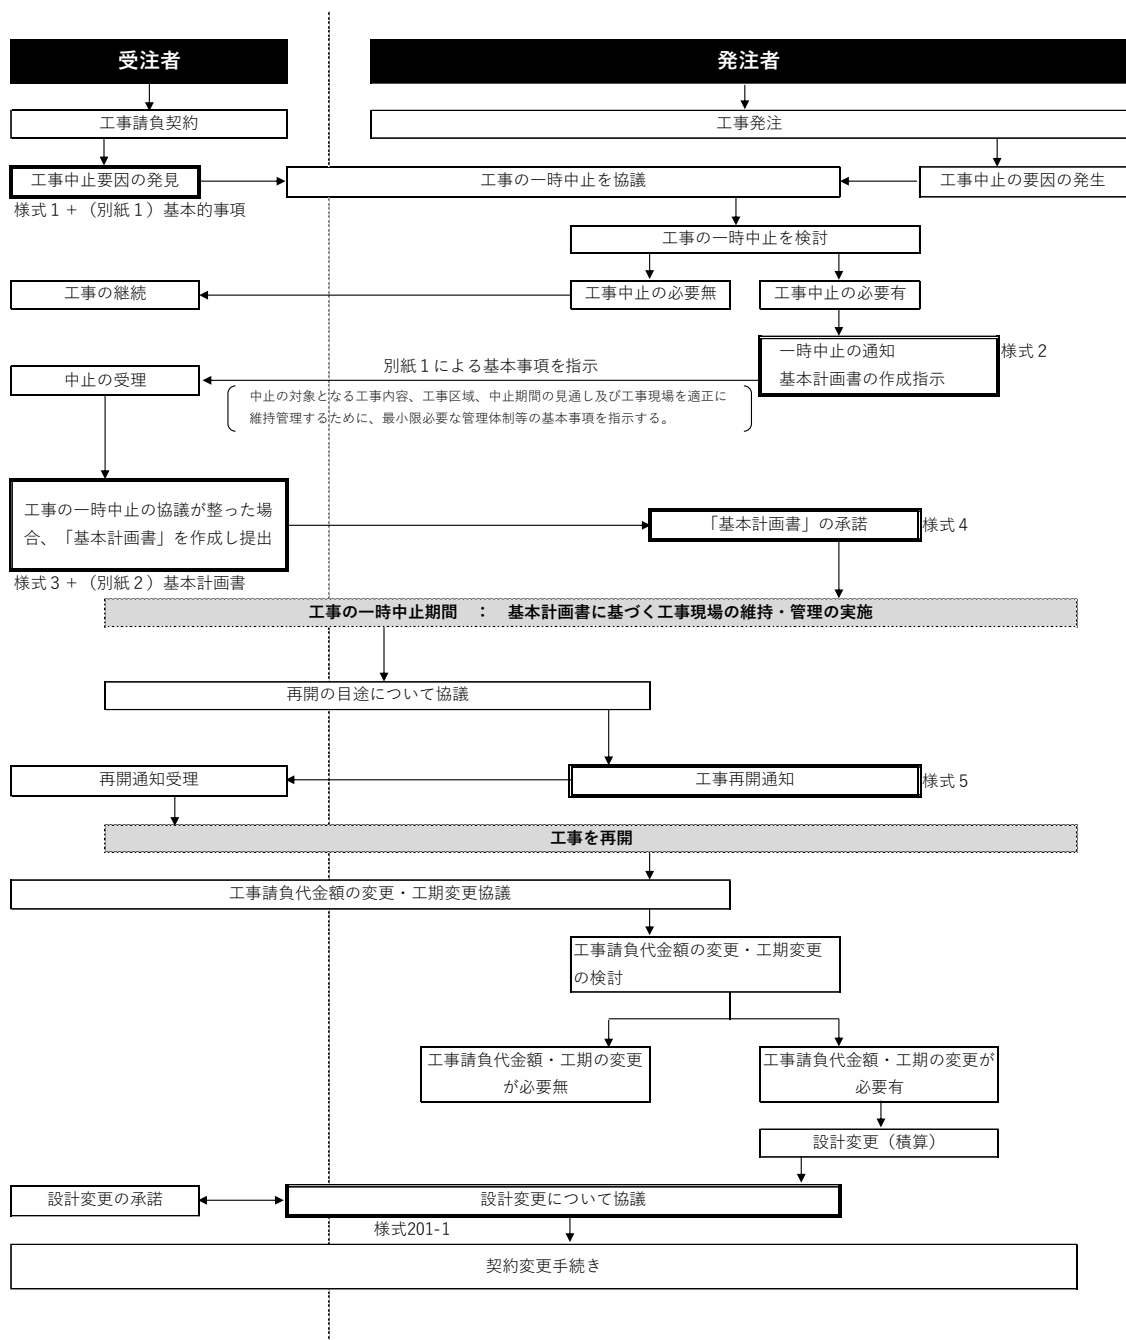 受注者
発注者
工事請負契約
工事発注
工事中止要因の発見
工事の一時中止を協議
工事中止の要因の発生
様式1＋（別紙1）基本的事項
工事の一時中止を検討
工事の継続
工事中止の必要無
工事中止の必要有
一時中止の通知
基本計画書の作成指示
様式2
別紙1による基本事項を指示
中止の受理
中止の対象となる工事内容、工事区域、中止期間の見通し及び工事現場を適正に
維持管理するために、最小限必要な管理体制等の基本事項を指示する。
工事の一時中止の協議が整った場
合、「基本計画書」を作成し提出
「基本計画書」の承諾
様式4
様式3＋（別紙2）基本計画書
工事の一時中止期間　：　基本計画書に基づく工事現場の維持・管理の実施
再開の目途について協議
再開通知受理
工事再開通知
様式5
工事を再開
工事請負代金額の変更・工期変更協議
工事請負代金額の変更・工期変更
の検討
工事請負代金額・工期の変更
が必要無
工事請負代金額・工期の変更が
必要有
設計変更（積算）
設計変更の承諾
設計変更について協議
様式201-1
契約変更手続き